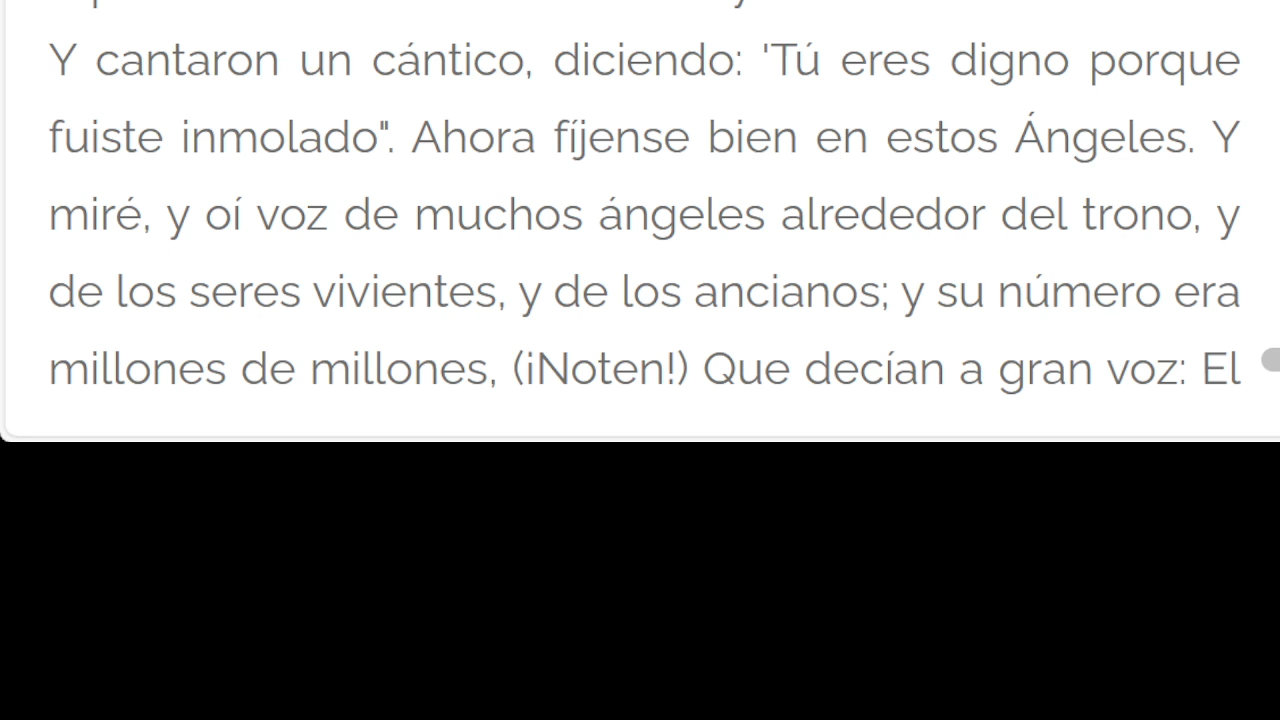 Y cantaron un cántico, diciendo: 'Tú eres digno porque
fuiste inmolado". Ahora fíjense bien en estos Ángeles. Y
miré, y oí voz de muchos ángeles alrededor del trono, y
de los seres vivientes, y de los ancianos; y su número era
millones de millones, (¡Noten!) Que decían a gran voz: El